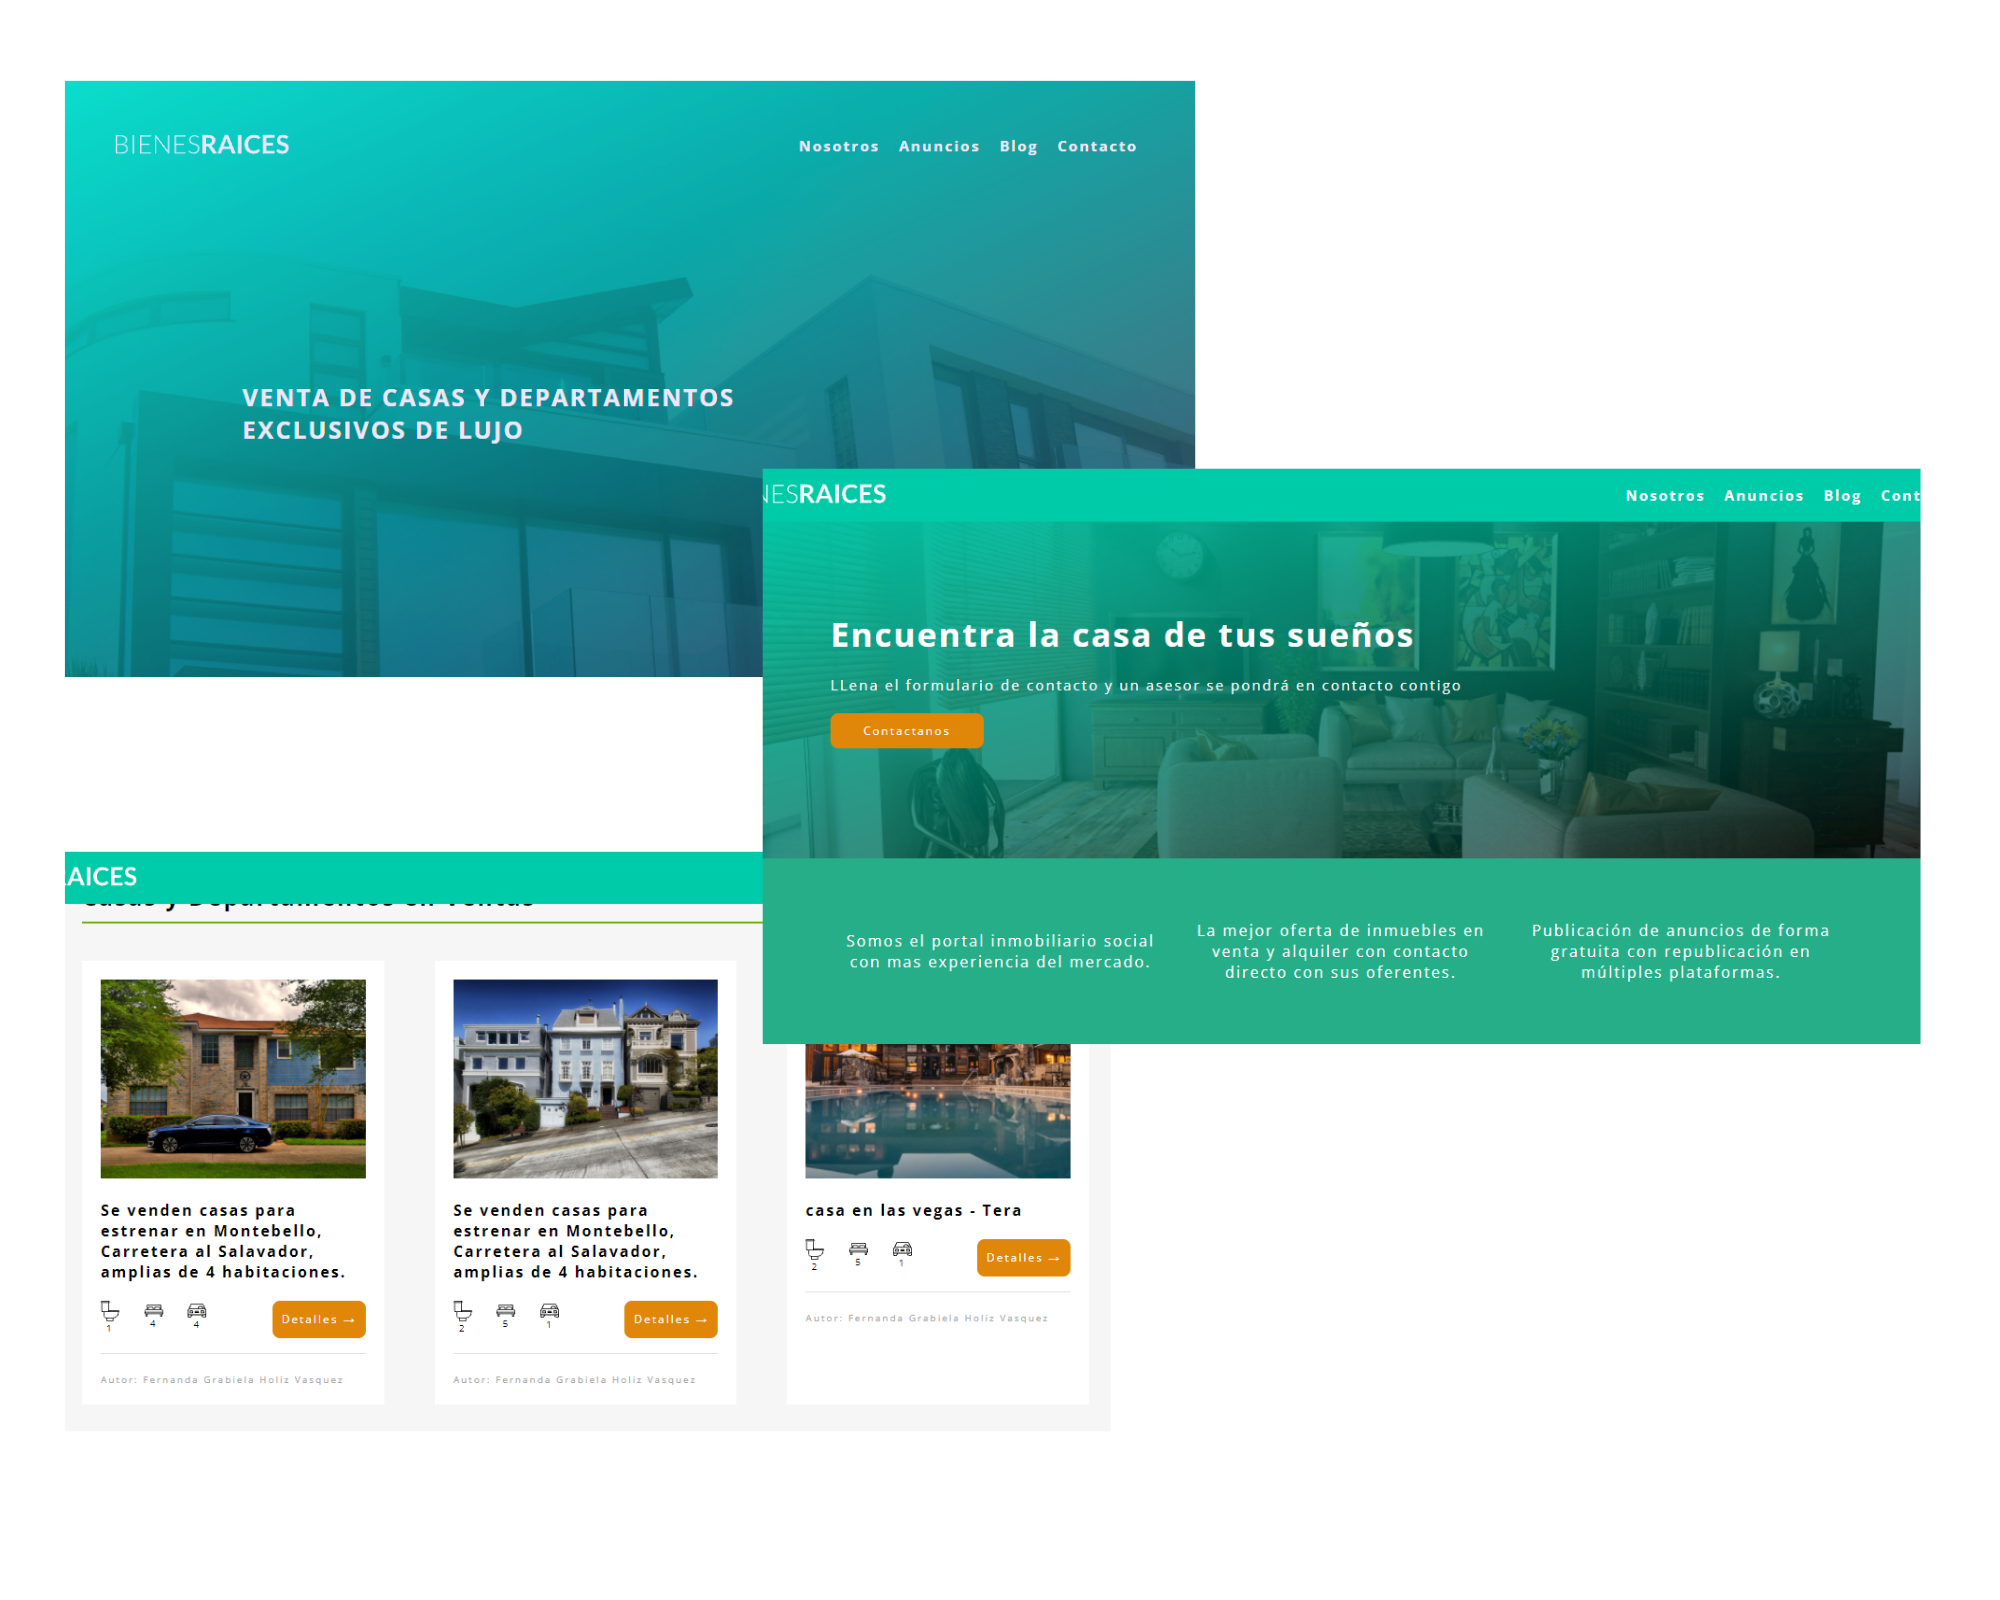 BIENESRAICES
Nosotros Anuncios Blog Contacto
VENTA DE CASAS Y DEPARTAMENTOS
EXCLUSIVOS DE LUJO
NESRAICES
Nosotros Anuncios Blog Cont
Encuentra la casa de tus sueños
LLena el formulario de contacto y un asesor se pondrá en contacto contigo
Contactanos
Somos el portal inmobiliario social
con mas experiencia del mercado.
La mejor oferta de inmuebles en
venta y alquiler con contacto
directo con sus oferentes.
Publicación de anuncios de forma
gratuita con republicación en
múltiples plataformas.
RAICES
Casas y Departamentos en Ventas
Se venden casas para
estrenar en Montebello,
Carretera al Salavador,
amplias de 4 habitaciones.
1 4 4
Detalles →
Autor: Fernanda Grabiela Holiz Vasquez
Se venden casas para
estrenar en Montebello,
Carretera al Salavador,
amplias de 4 habitaciones.
2 5 1
Detalles →
Autor: Fernanda Grabiela Holiz Vasquez
casa en las vegas - Tera
2 5 1
Detalles →
Autor: Fernanda Grabiela Holiz Vasquez